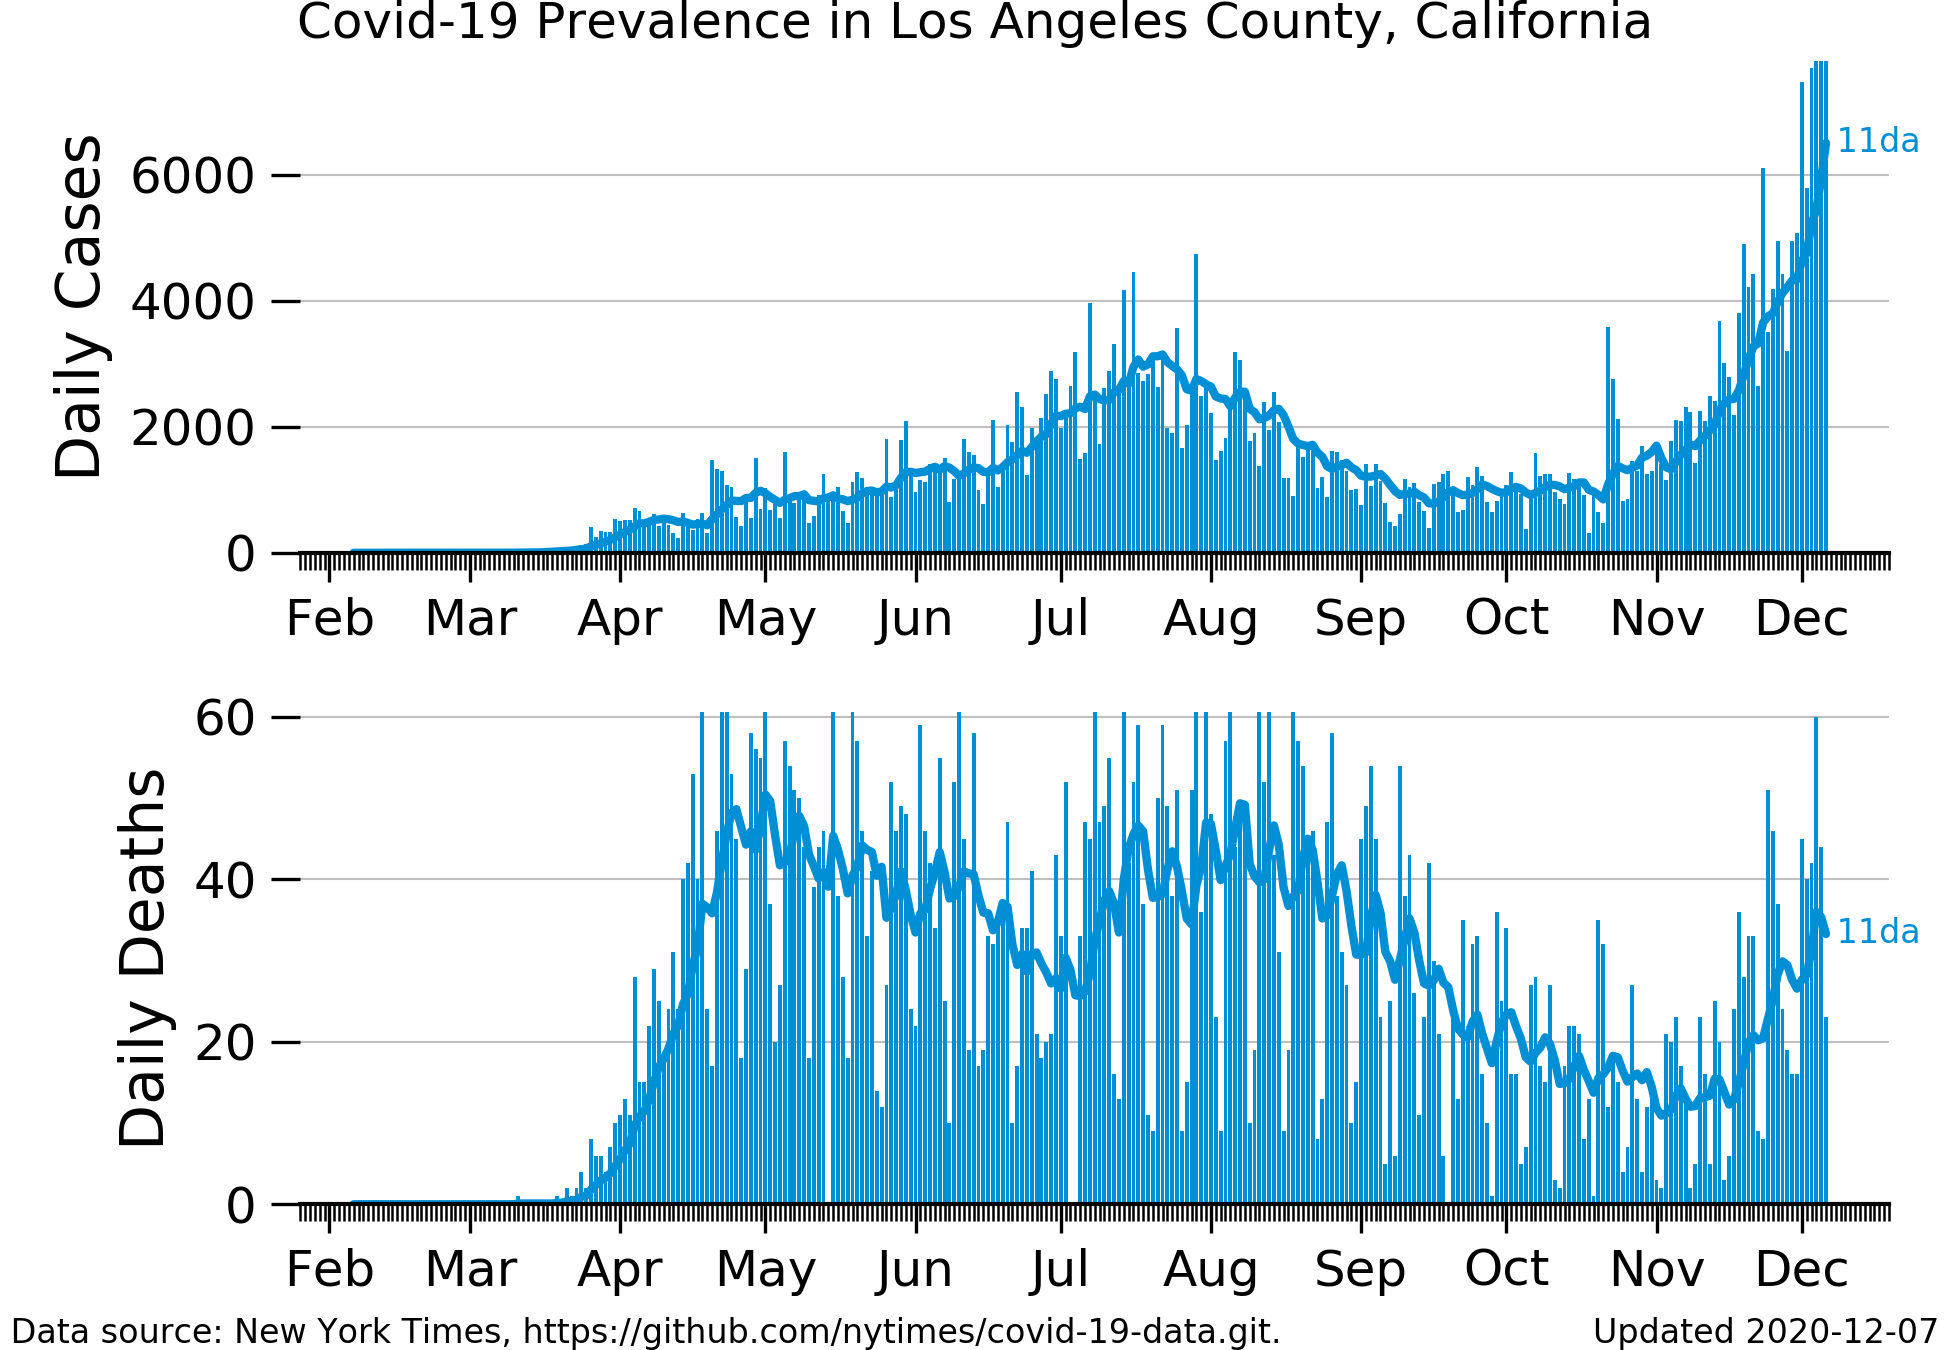 Covid-19 Prevalence in Los Angeles County, California
Daily Cases
6000
4000
2000
0
11da
Feb Mar Apr May Jun Jul Aug Sep Oct Nov Dec
Daily Deaths
60
40
20
0
11da
Feb Mar Apr May Jun Jul Aug Sep Oct Nov Dec
Data source: New York Times, https://github.com/nytimes/covid-19-data.git. Updated 2020-12-07